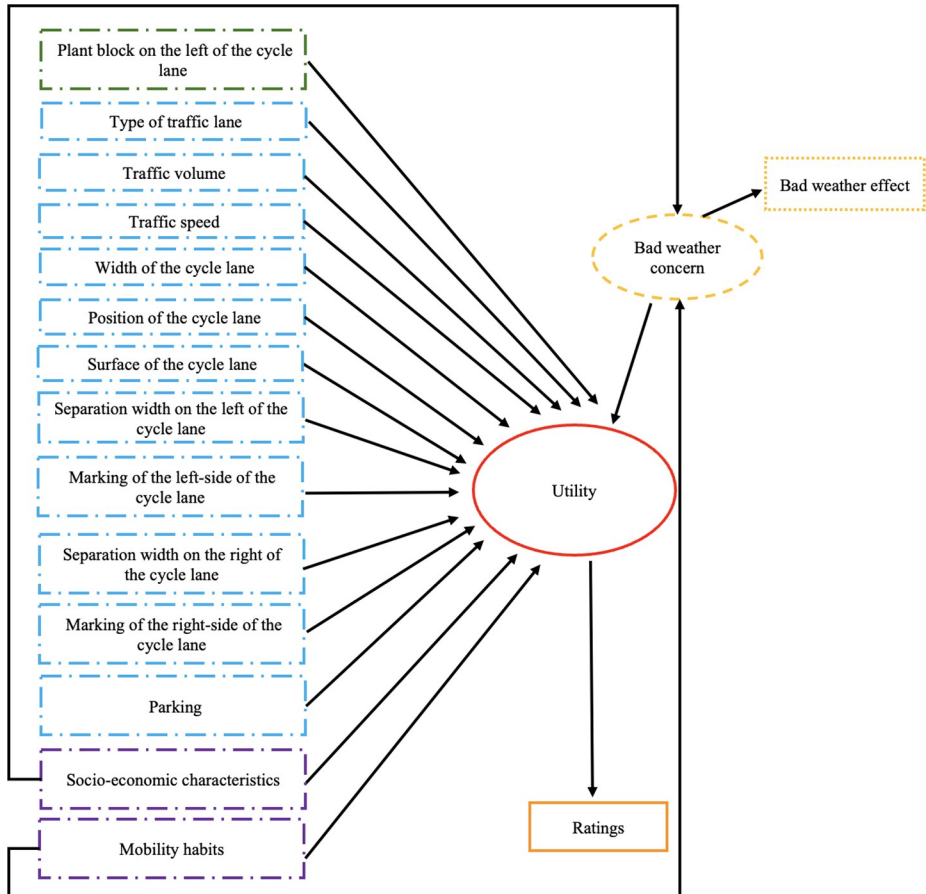 Plant block on the left of the cycle
lane
Type of traffic lane
Traffic volume
Traffic speed
Width of the cycle lane
Position of the cycle lane
Surface of the cycle lane
Separation width on the left of the
cycle lane
Marking of the left-side of the
cycle lane
Separation width on the right of
the cycle lane
Marking of the right-side of the
cycle lane
Parking
Socio-economic characteristics
Mobility habits
Bad weather effect
Bad weather
concern
Utility
Ratings